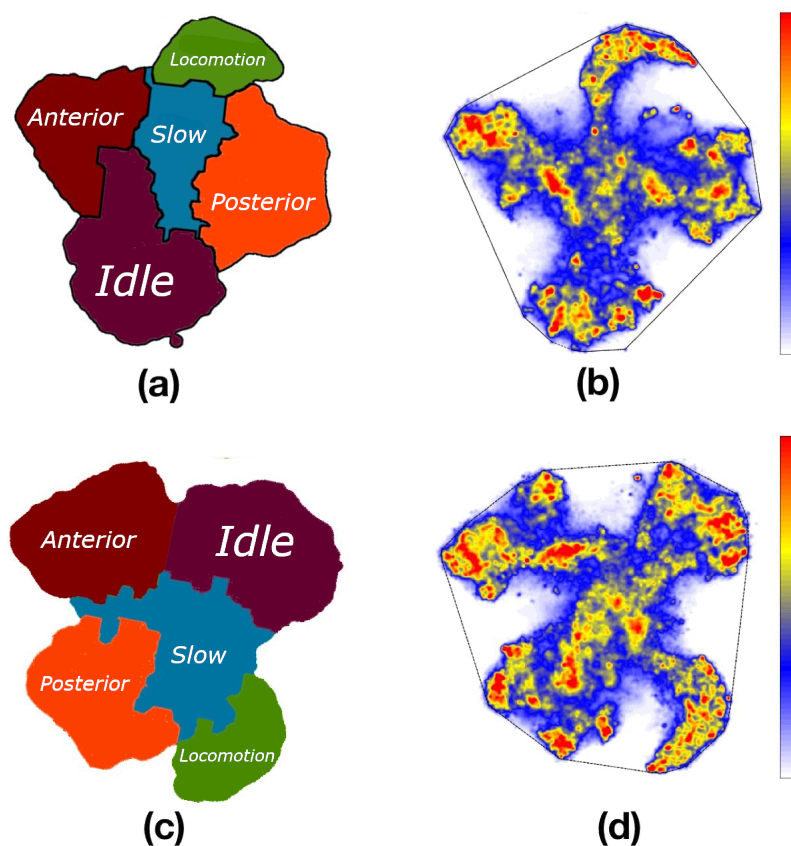 Locomotion
Anterior
Slow
Posterior
Idle
(a)
(b)
Anterior
Idle
Slow
Posterior
Locomotion
(c)
(d)